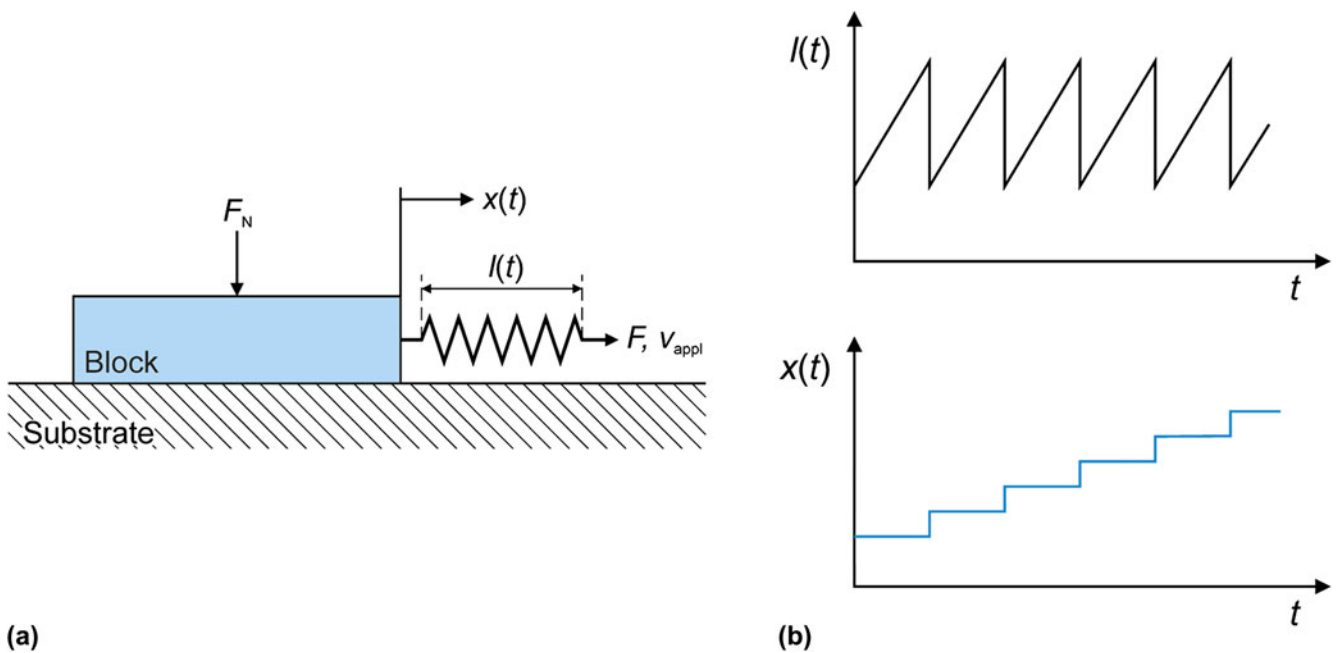 F_N
x(t)
l(t)
F, v_appl
Block
Substrate
(a)
l(t)
t
x(t)
t
(b)